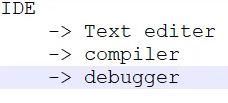 IDE
-> Text editer
-> compiler
-> debugger